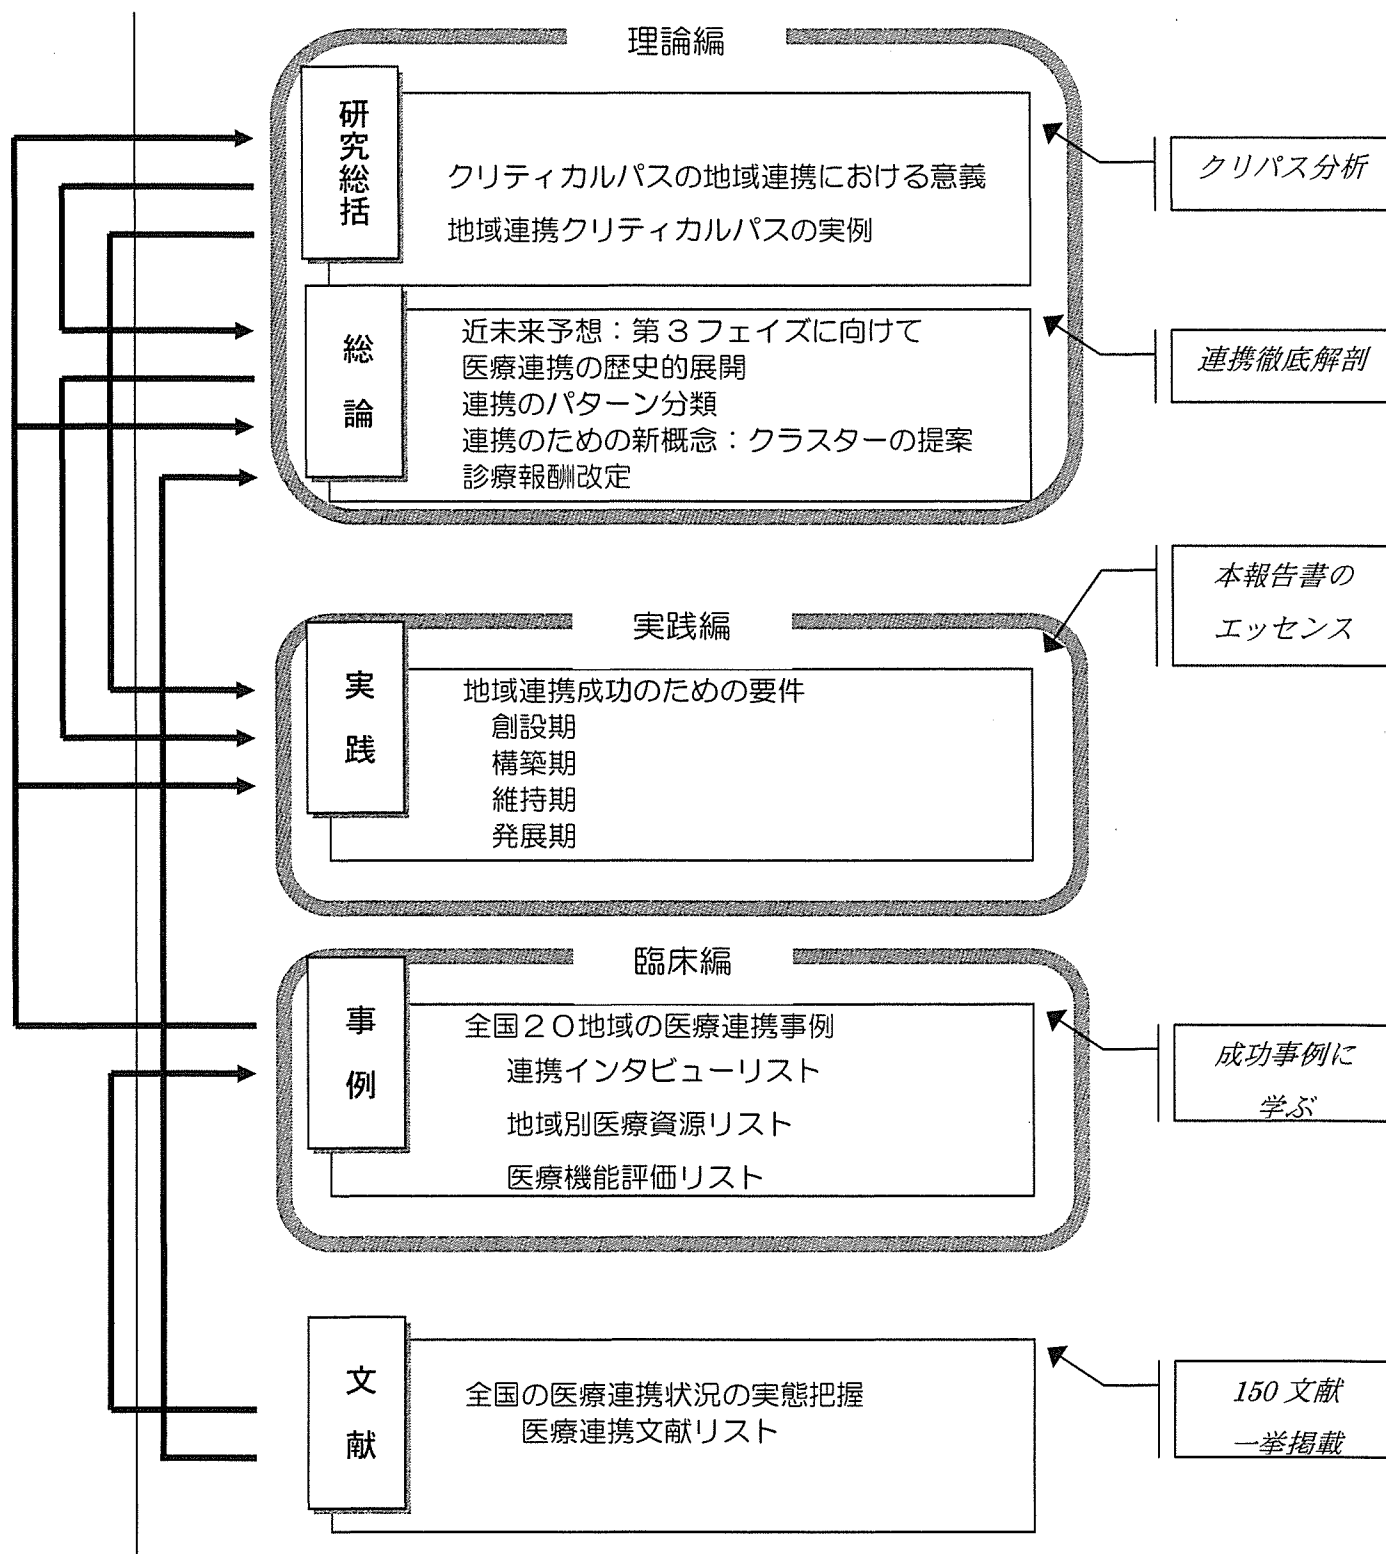 理論編
研究総括
クリティカルパスの地域連携における意義
地域連携クリティカルパスの実例
クリパス分析
総論
近未来予想：第３フェイズに向けて
医療連携の歴史的展開
連携のパターン分類
連携のための新概念：クラスターの提案
診療報酬改定
連携徹底解剖
実践編
実践
地域連携成功のための要件
創設期
構築期
維持期
発展期
本報告書の
エッセンス
臨床編
事例
全国２０地域の医療連携事例
連携インタビューリスト
地域別医療資源リスト
医療機能評価リスト
成功事例に
学ぶ
文献
全国の医療連携状況の実態把握
医療連携文献リスト
150 文献
一挙掲載